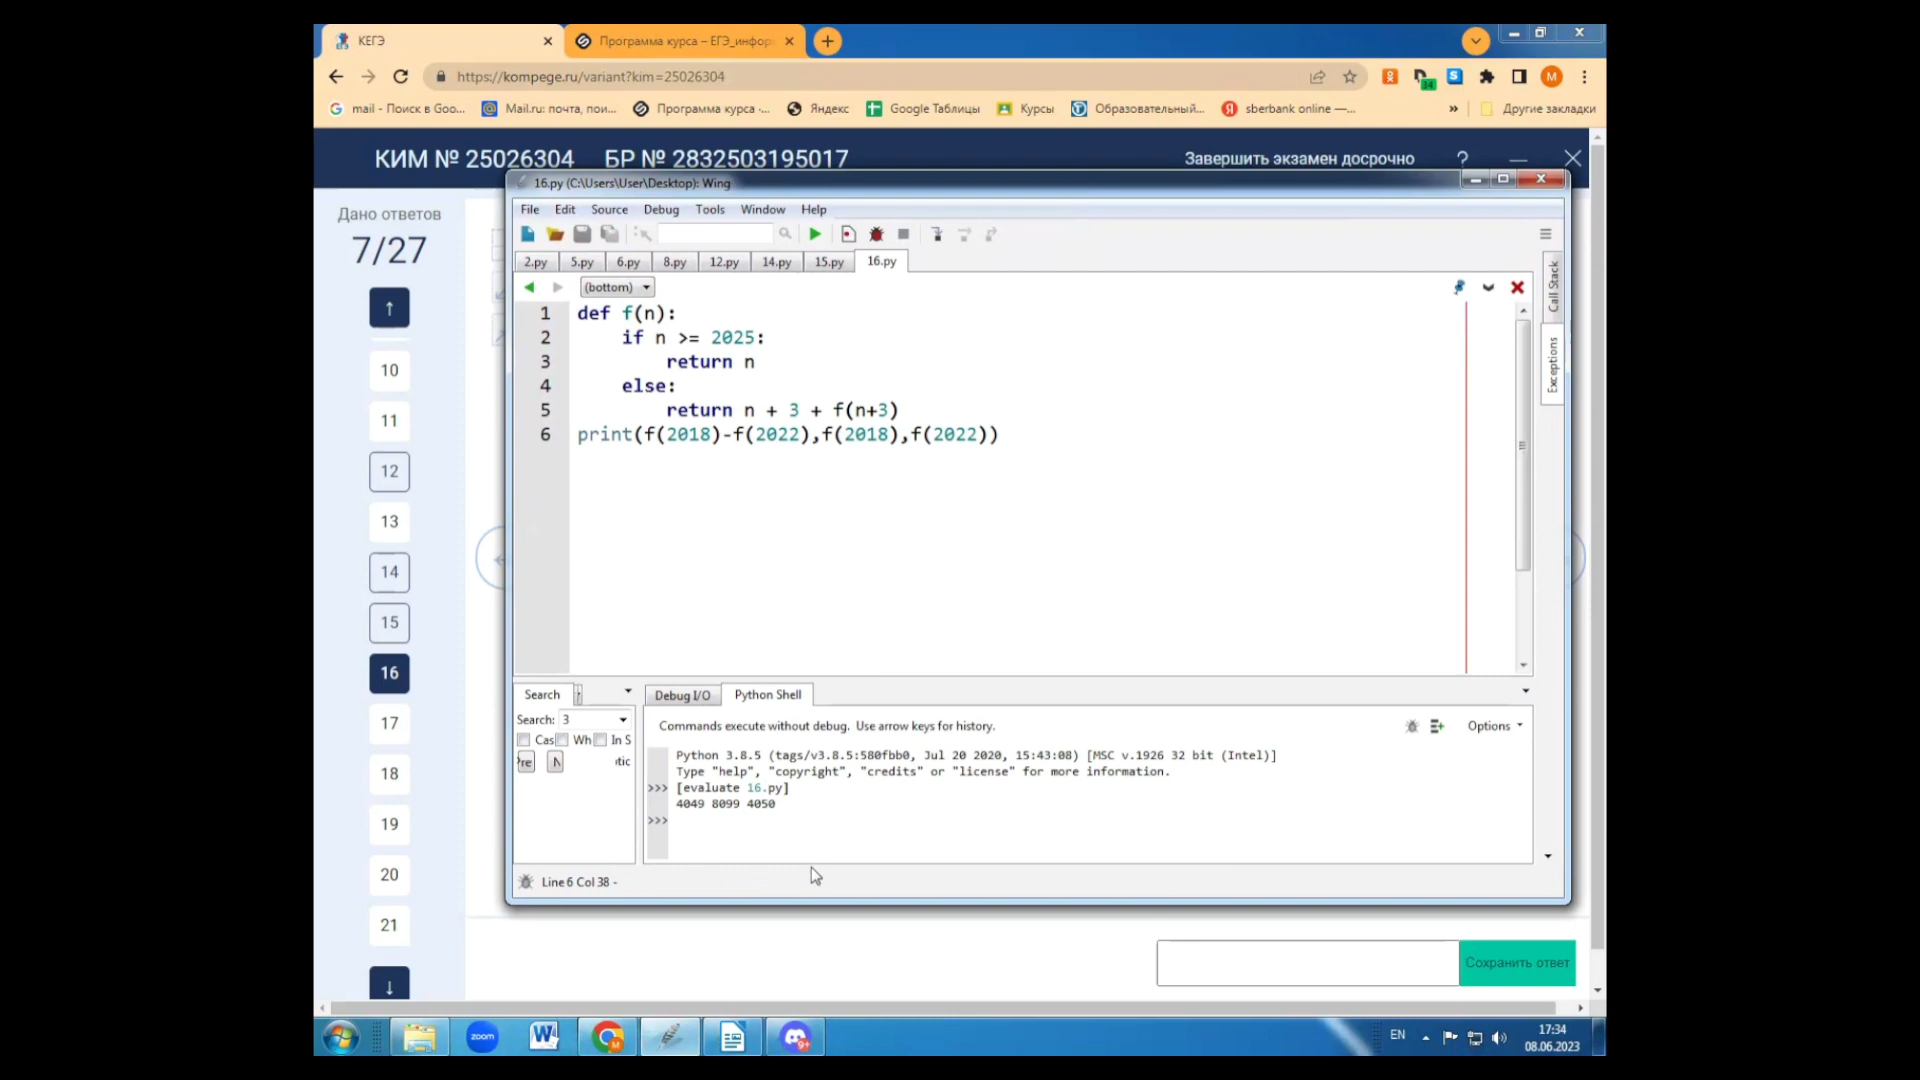 КЕГЭ
Программа курса – ЕГЭ_инфор
https://kompege.ru/variant?kim=25026304
mail - Поиск в Goo...
Mail.ru: почта, пои...
Программа курса ·...
Яндекс
Google Таблицы
Курсы
Образовательный...
sberbank online —...
»
Другие закладки
КИМ № 25026304
БР № 2832503195017
Завершить экзамен досрочно
?
16.py (C:\Users\User\Desktop): Wing
File Edit Source Debug Tools Window Help
2.py 5.py 6.py 8.py 12.py 14.py 15.py 16.py
(bottom)
Call Stack
Exceptions
1 def f(n):
2 if n >= 2025:
3 return n
4 else:
5 return n + 3 + f(n+3)
6 print(f(2018)-f(2022),f(2018),f(2022))
Дано ответов
7/27
↑
10
11
12
13
14
15
16
17
18
19
20
21
↓
Search
Search: 3
Cas Wh In S
N
tic
Debug I/O Python Shell
Commands execute without debug. Use arrow keys for history.
Options
Python 3.8.5 (tags/v3.8.5:580fbb0, Jul 20 2020, 15:43:08) [MSC v.1926 32 bit (Intel)]
Type "help", "copyright", "credits" or "license" for more information.
>>> [evaluate 16.py]
4049 8099 4050
>>>
Line 6 Col 38 -
Сохранить ответ
zoom
EN
17:34
08.06.2023